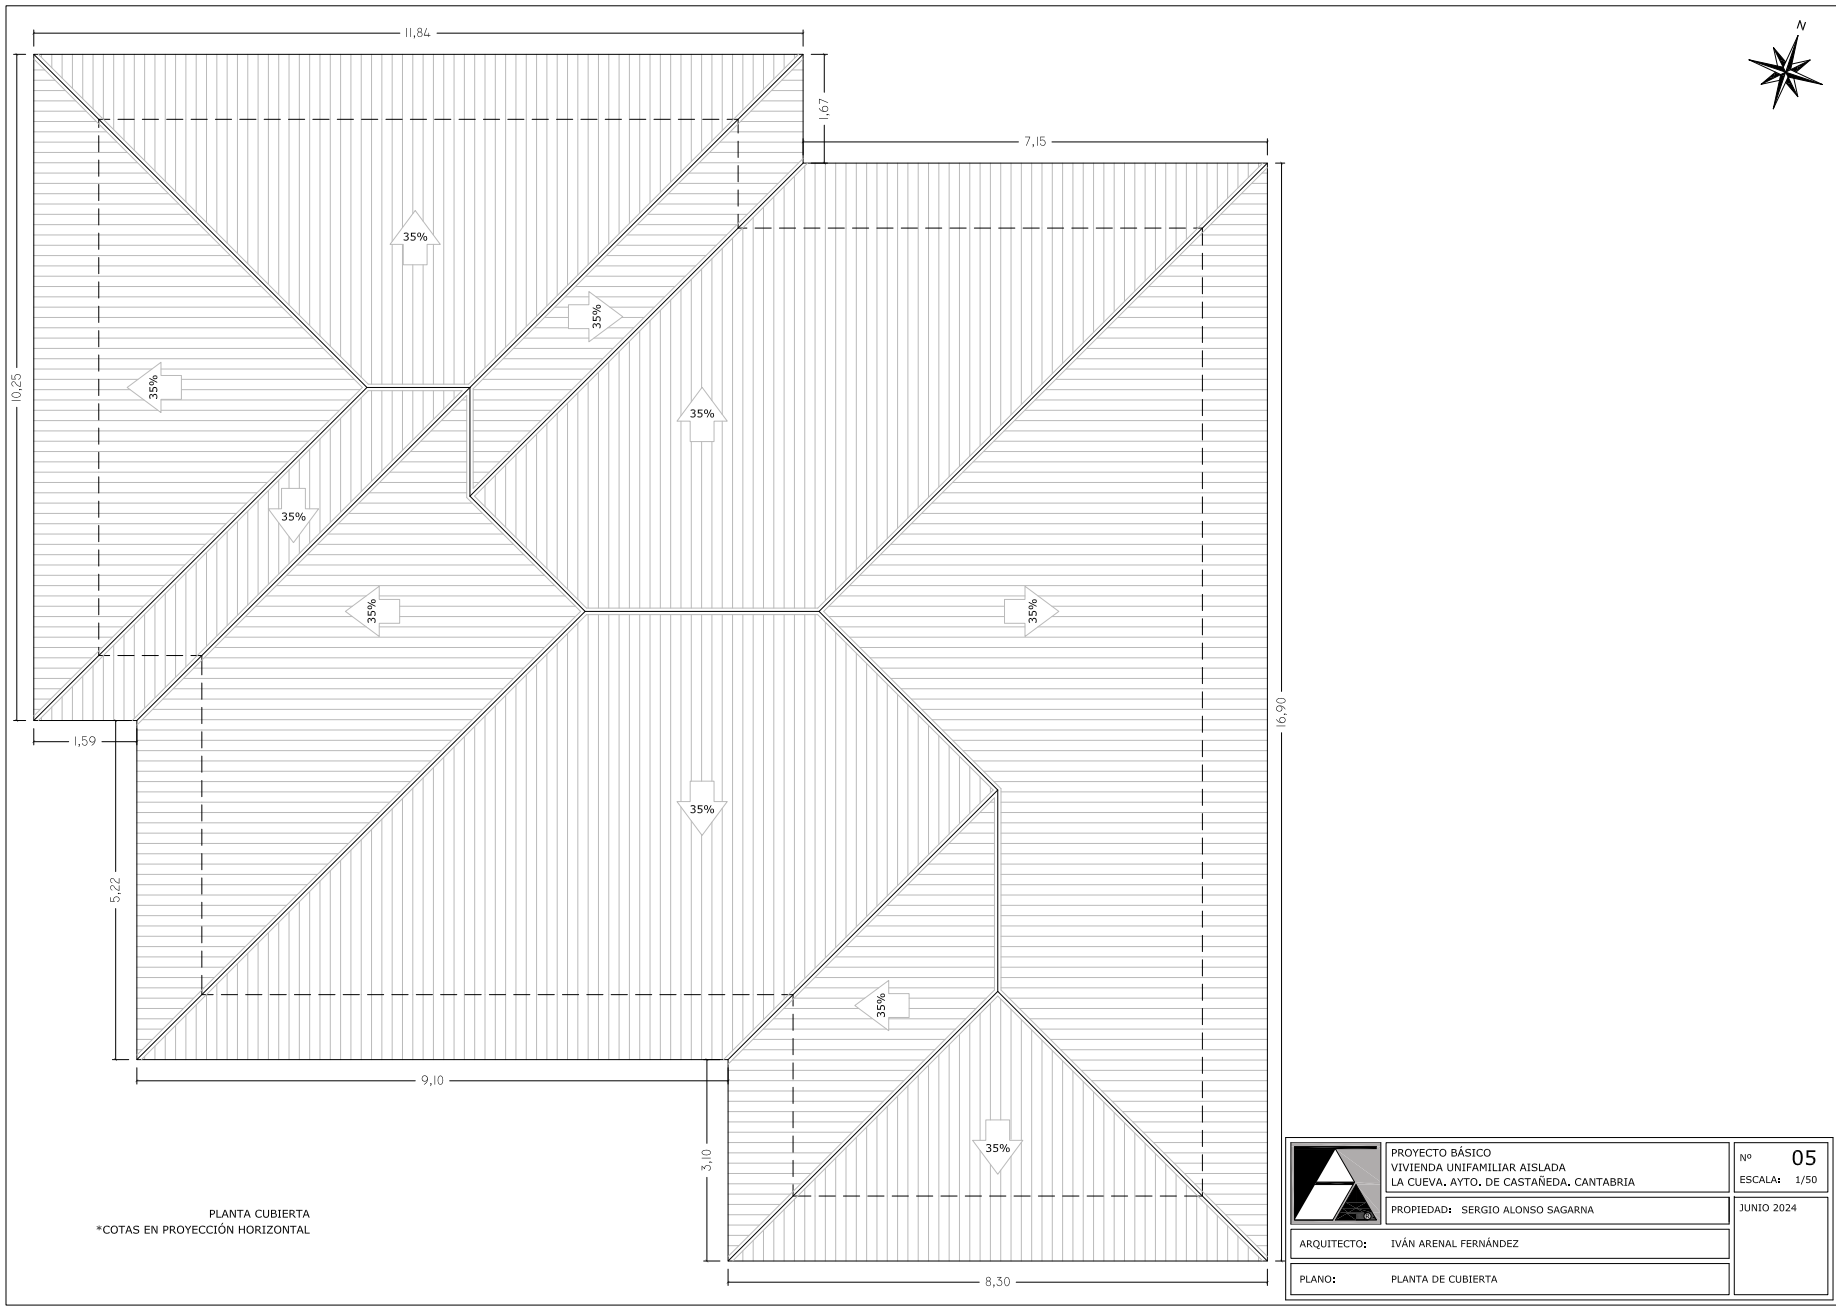 11,84
N
1,67
7,15
35%
35%
10,25
35%
35%
35%
35%
35%
16,90
1,59
35%
5,22
35%
9,10
3,10
35%
8,30
PLANTA CUBIERTA
*COTAS EN PROYECCIÓN HORIZONTAL
PROYECTO BÁSICO
VIVIENDA UNIFAMILIAR AISLADA
LA CUEVA. AYTO. DE CASTAÑEDA. CANTABRIA
Nº 05
ESCALA: 1/50
PROPIEDAD: SERGIO ALONSO SAGARNA
JUNIO 2024
ARQUITECTO: IVÁN ARENAL FERNÁNDEZ
PLANO: PLANTA DE CUBIERTA